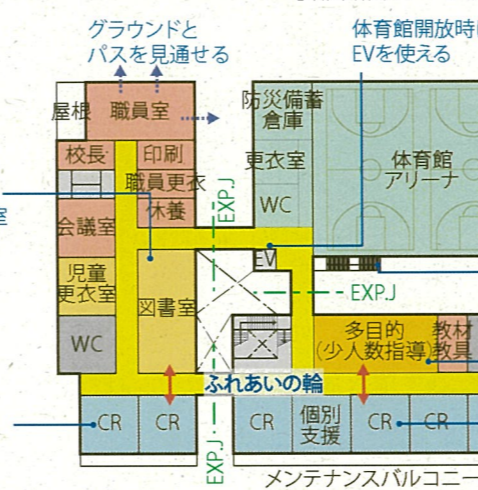 グラウンドと
パスを見通せる
体育館開放時
EVを使える
屋根
職員室
防災備蓄
倉庫
校長
印刷
職員更衣
休養
更衣室
体育館
アリーナ
WC
EXP.J
室
会議室
EV
児童
更衣室
図書室
EXP.J
WC
多目的
(少人数指導)
教材
教具
ふれあいの輪
CR
CR
CR
個別
支援
CR
CR
EXP.J
メンテナンスバルコニー